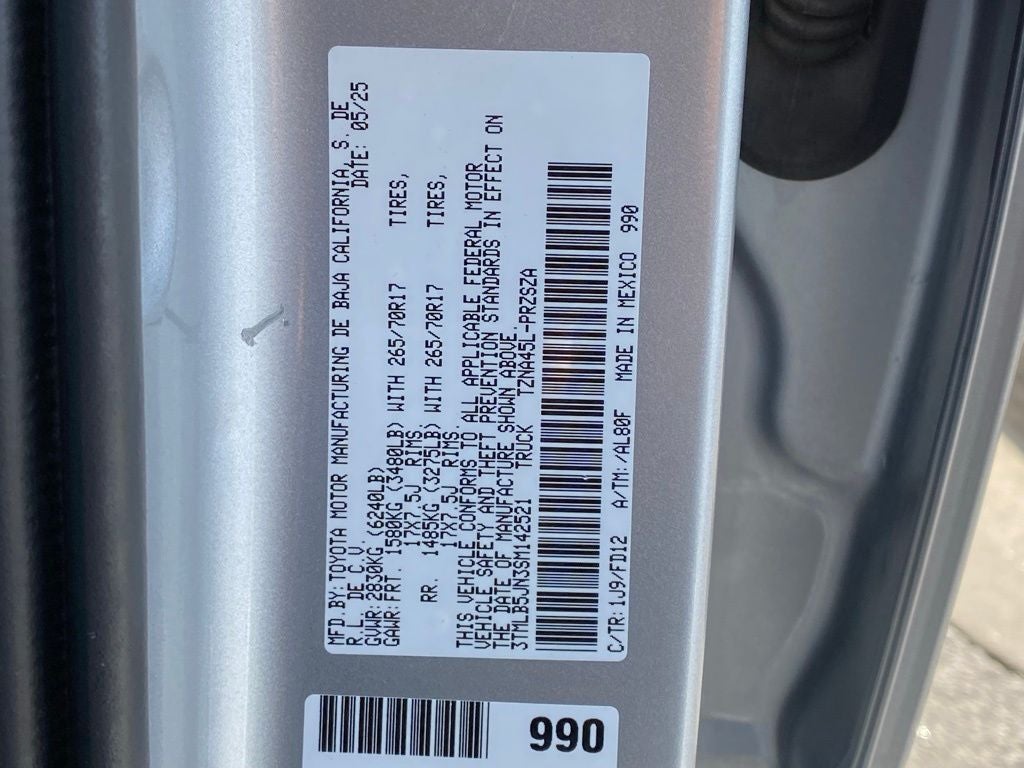 MFD.BY:TOYOTA MOTOR MANUFACTURING DE BAJA CALIFORNIA, S. DE
R.L. DE C.V. DATE: 05/25
GVWR:2830KG (6240LB)
GAWR:FRT. 1580KG (3480LB) WITH 265/70R17 TIRES,
17X7.5J RIMS.
RR. 1485KG (3275LB) WITH 265/70R17 TIRES,
17X7.5J RIMS.
THIS VEHICLE CONFORMS TO ALL APPLICABLE FEDERAL MOTOR
VEHICLE SAFETY AND THEFT PREVENTION STANDARDS IN EFFECT ON
THE DATE OF MANUFACTURE SHOWN ABOVE.
3TMLB5JN3SM142521 TRUCK TZNA45L-PRZSZA
C/TR:1J9/FD12 A/TM:/AL80F MADE IN MEXICO 990
990